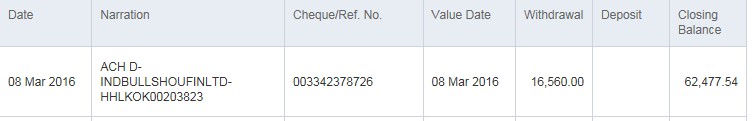 Date Narration Cheque/Ref. No. Value Date Withdrawal Deposit Closing
Balance
ACH D-
08 Mar 2016 INDBULLSHOUFINLTD- 003342378726 08 Mar 2016 16,560.00 62,477.54
HHLKOK00203823